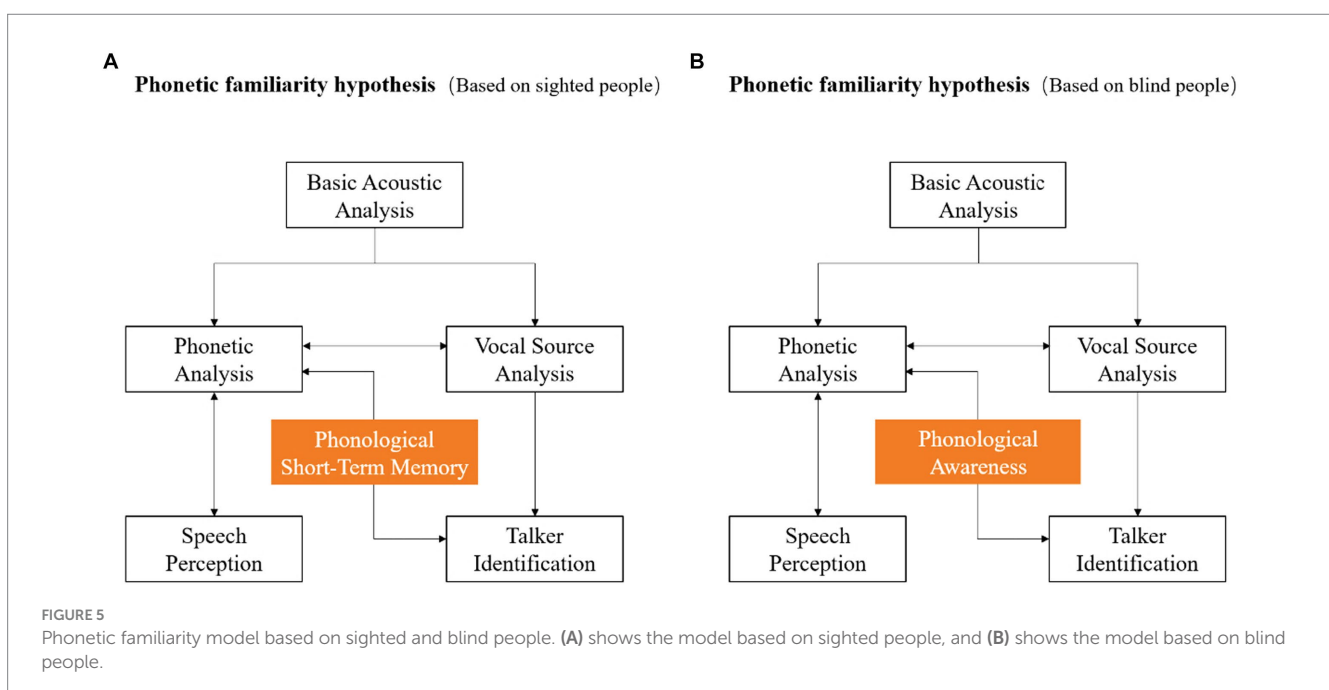 A
Phonetic familiarity hypothesis (Based on sighted people)
Basic Acoustic
Analysis
Phonetic
Analysis
Vocal Source
Analysis
Phonological
Short-Term Memory
Speech
Perception
Talker
Identification
B
Phonetic familiarity hypothesis (Based on blind people)
Basic Acoustic
Analysis
Phonetic
Analysis
Vocal Source
Analysis
Phonological
Awareness
Speech
Perception
Talker
Identification
FIGURE 5
Phonetic familiarity model based on sighted and blind people. (A) shows the model based on sighted people, and (B) shows the model based on blind
people.